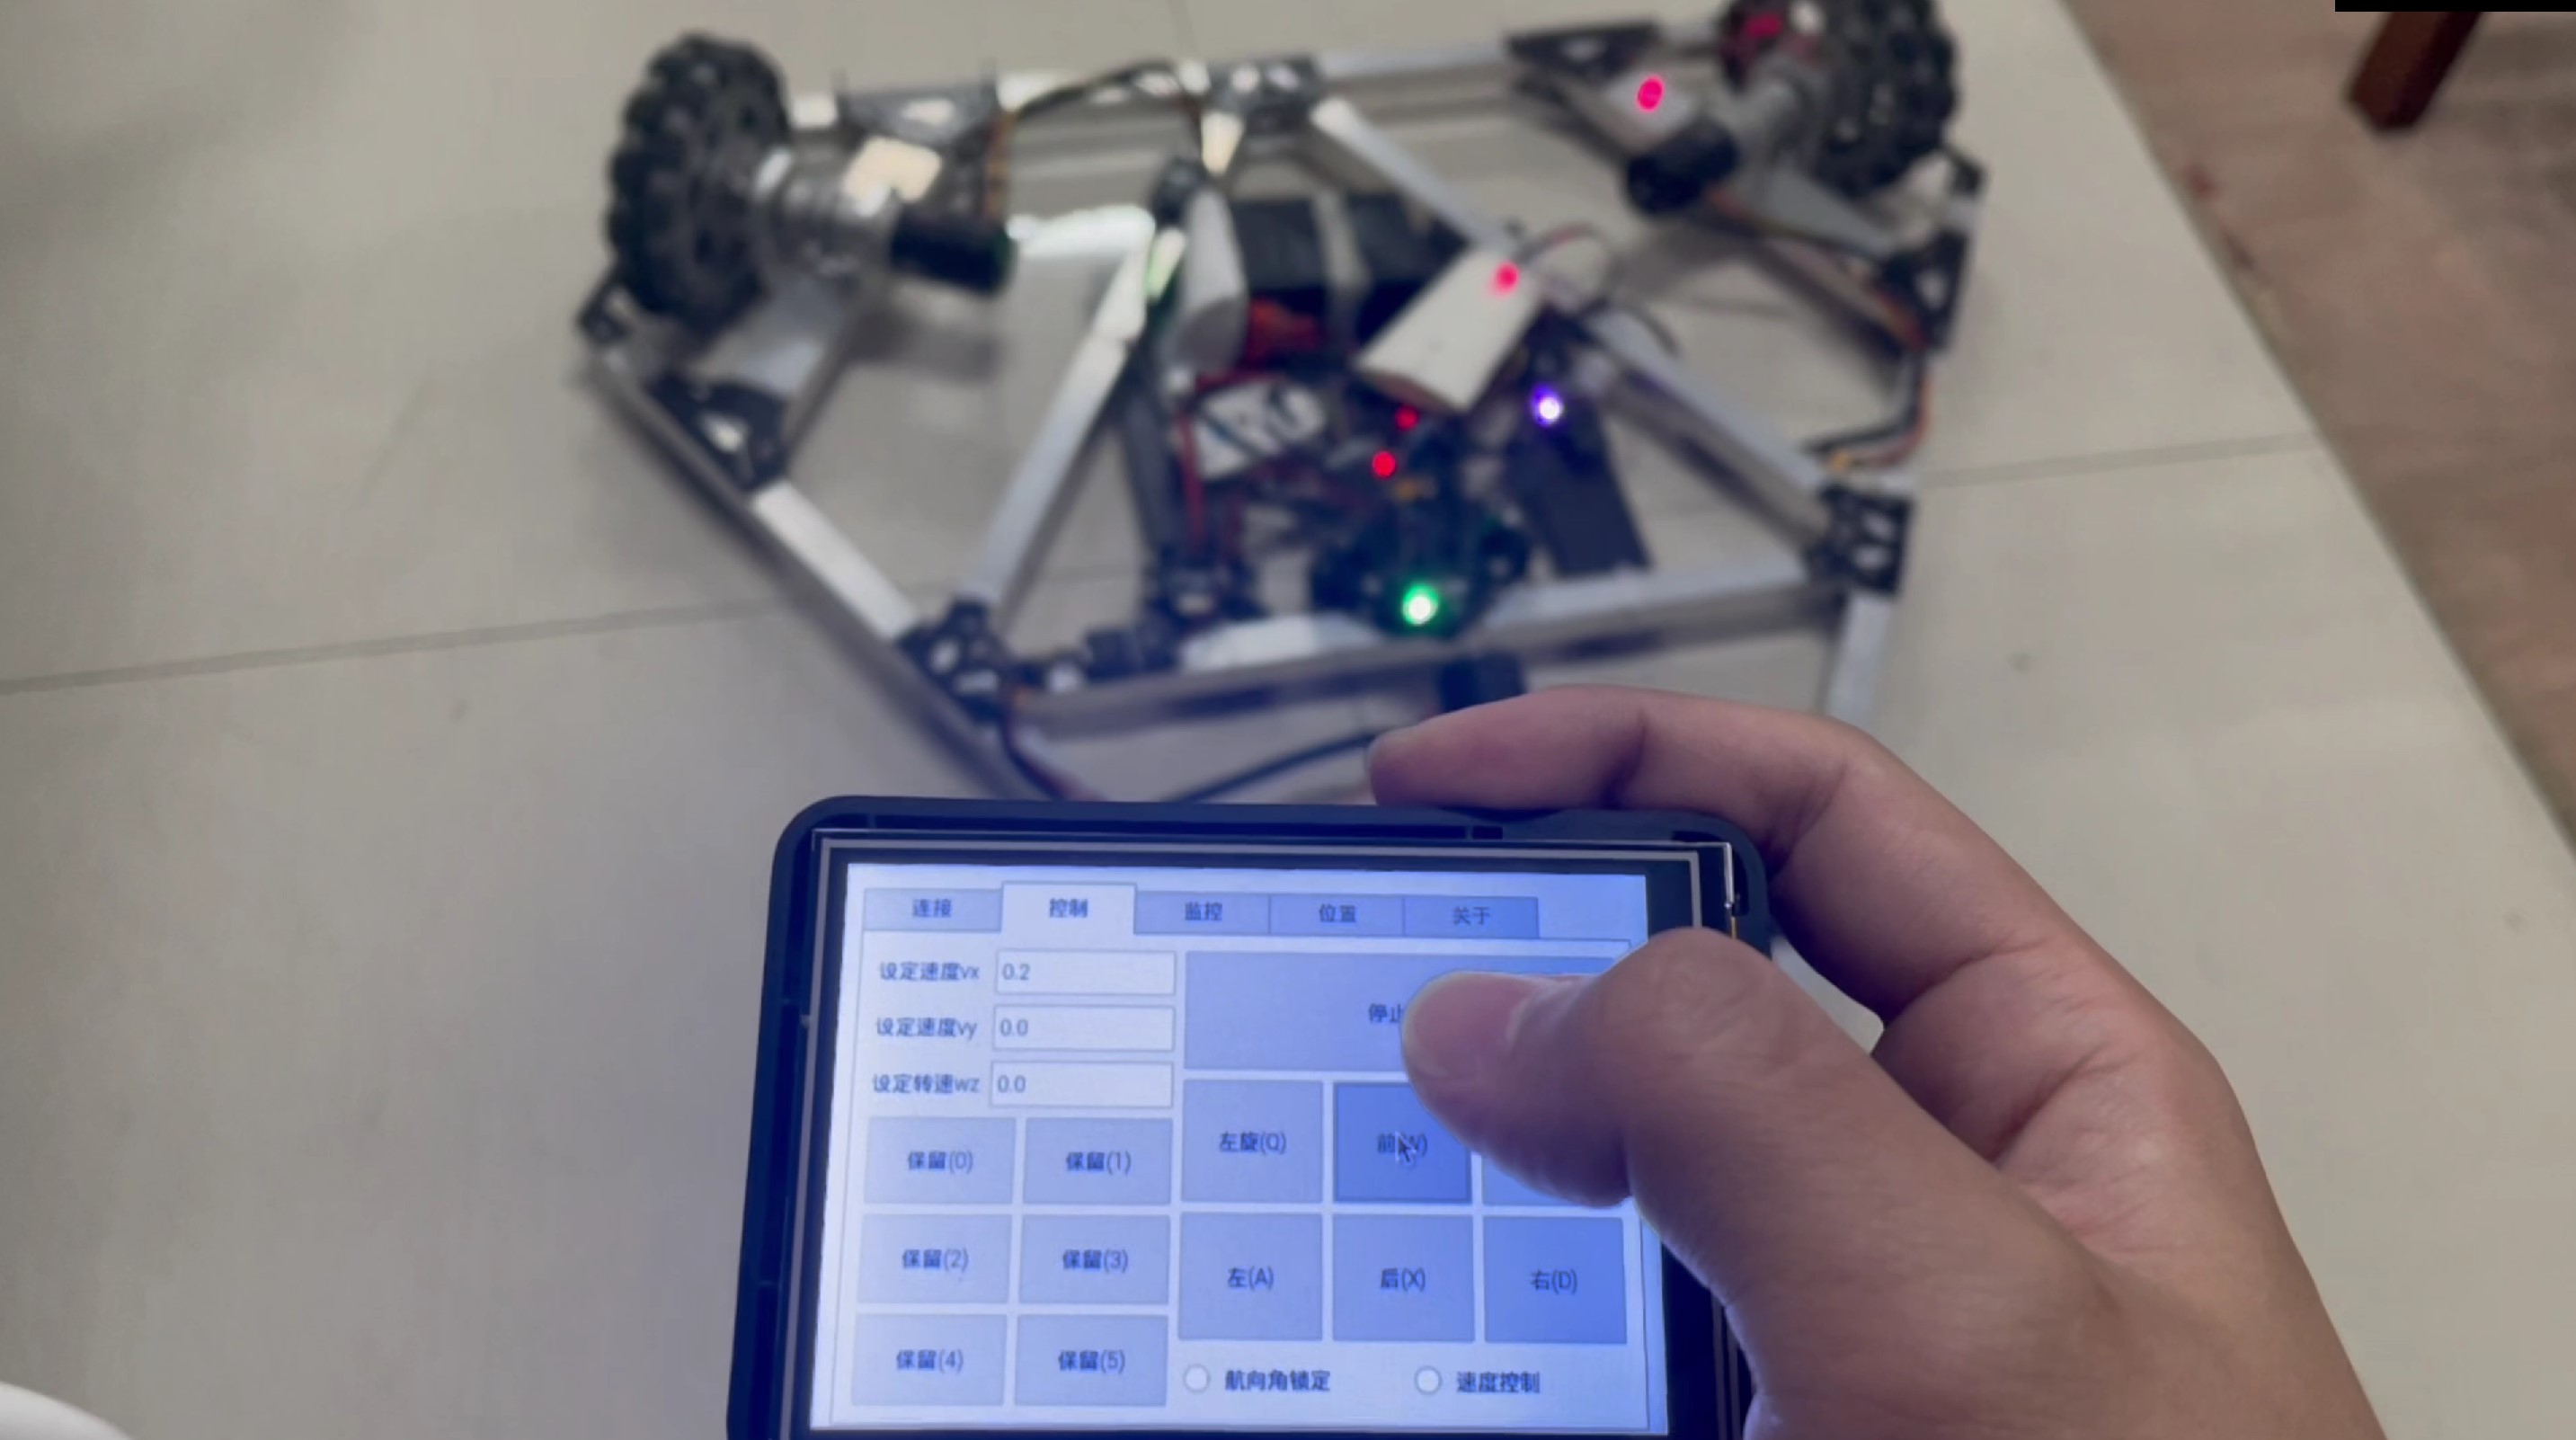 连接 控制 监控 位置 关于
设定速度vx 0.2
设定速度vy 0.0
设定转速wz 0.0
停止
左旋(Q) 前(W)
保留(0) 保留(1)
保留(2) 保留(3)
左(A) 后(X) 右(D)
保留(4) 保留(5)
航向角锁定 速度控制